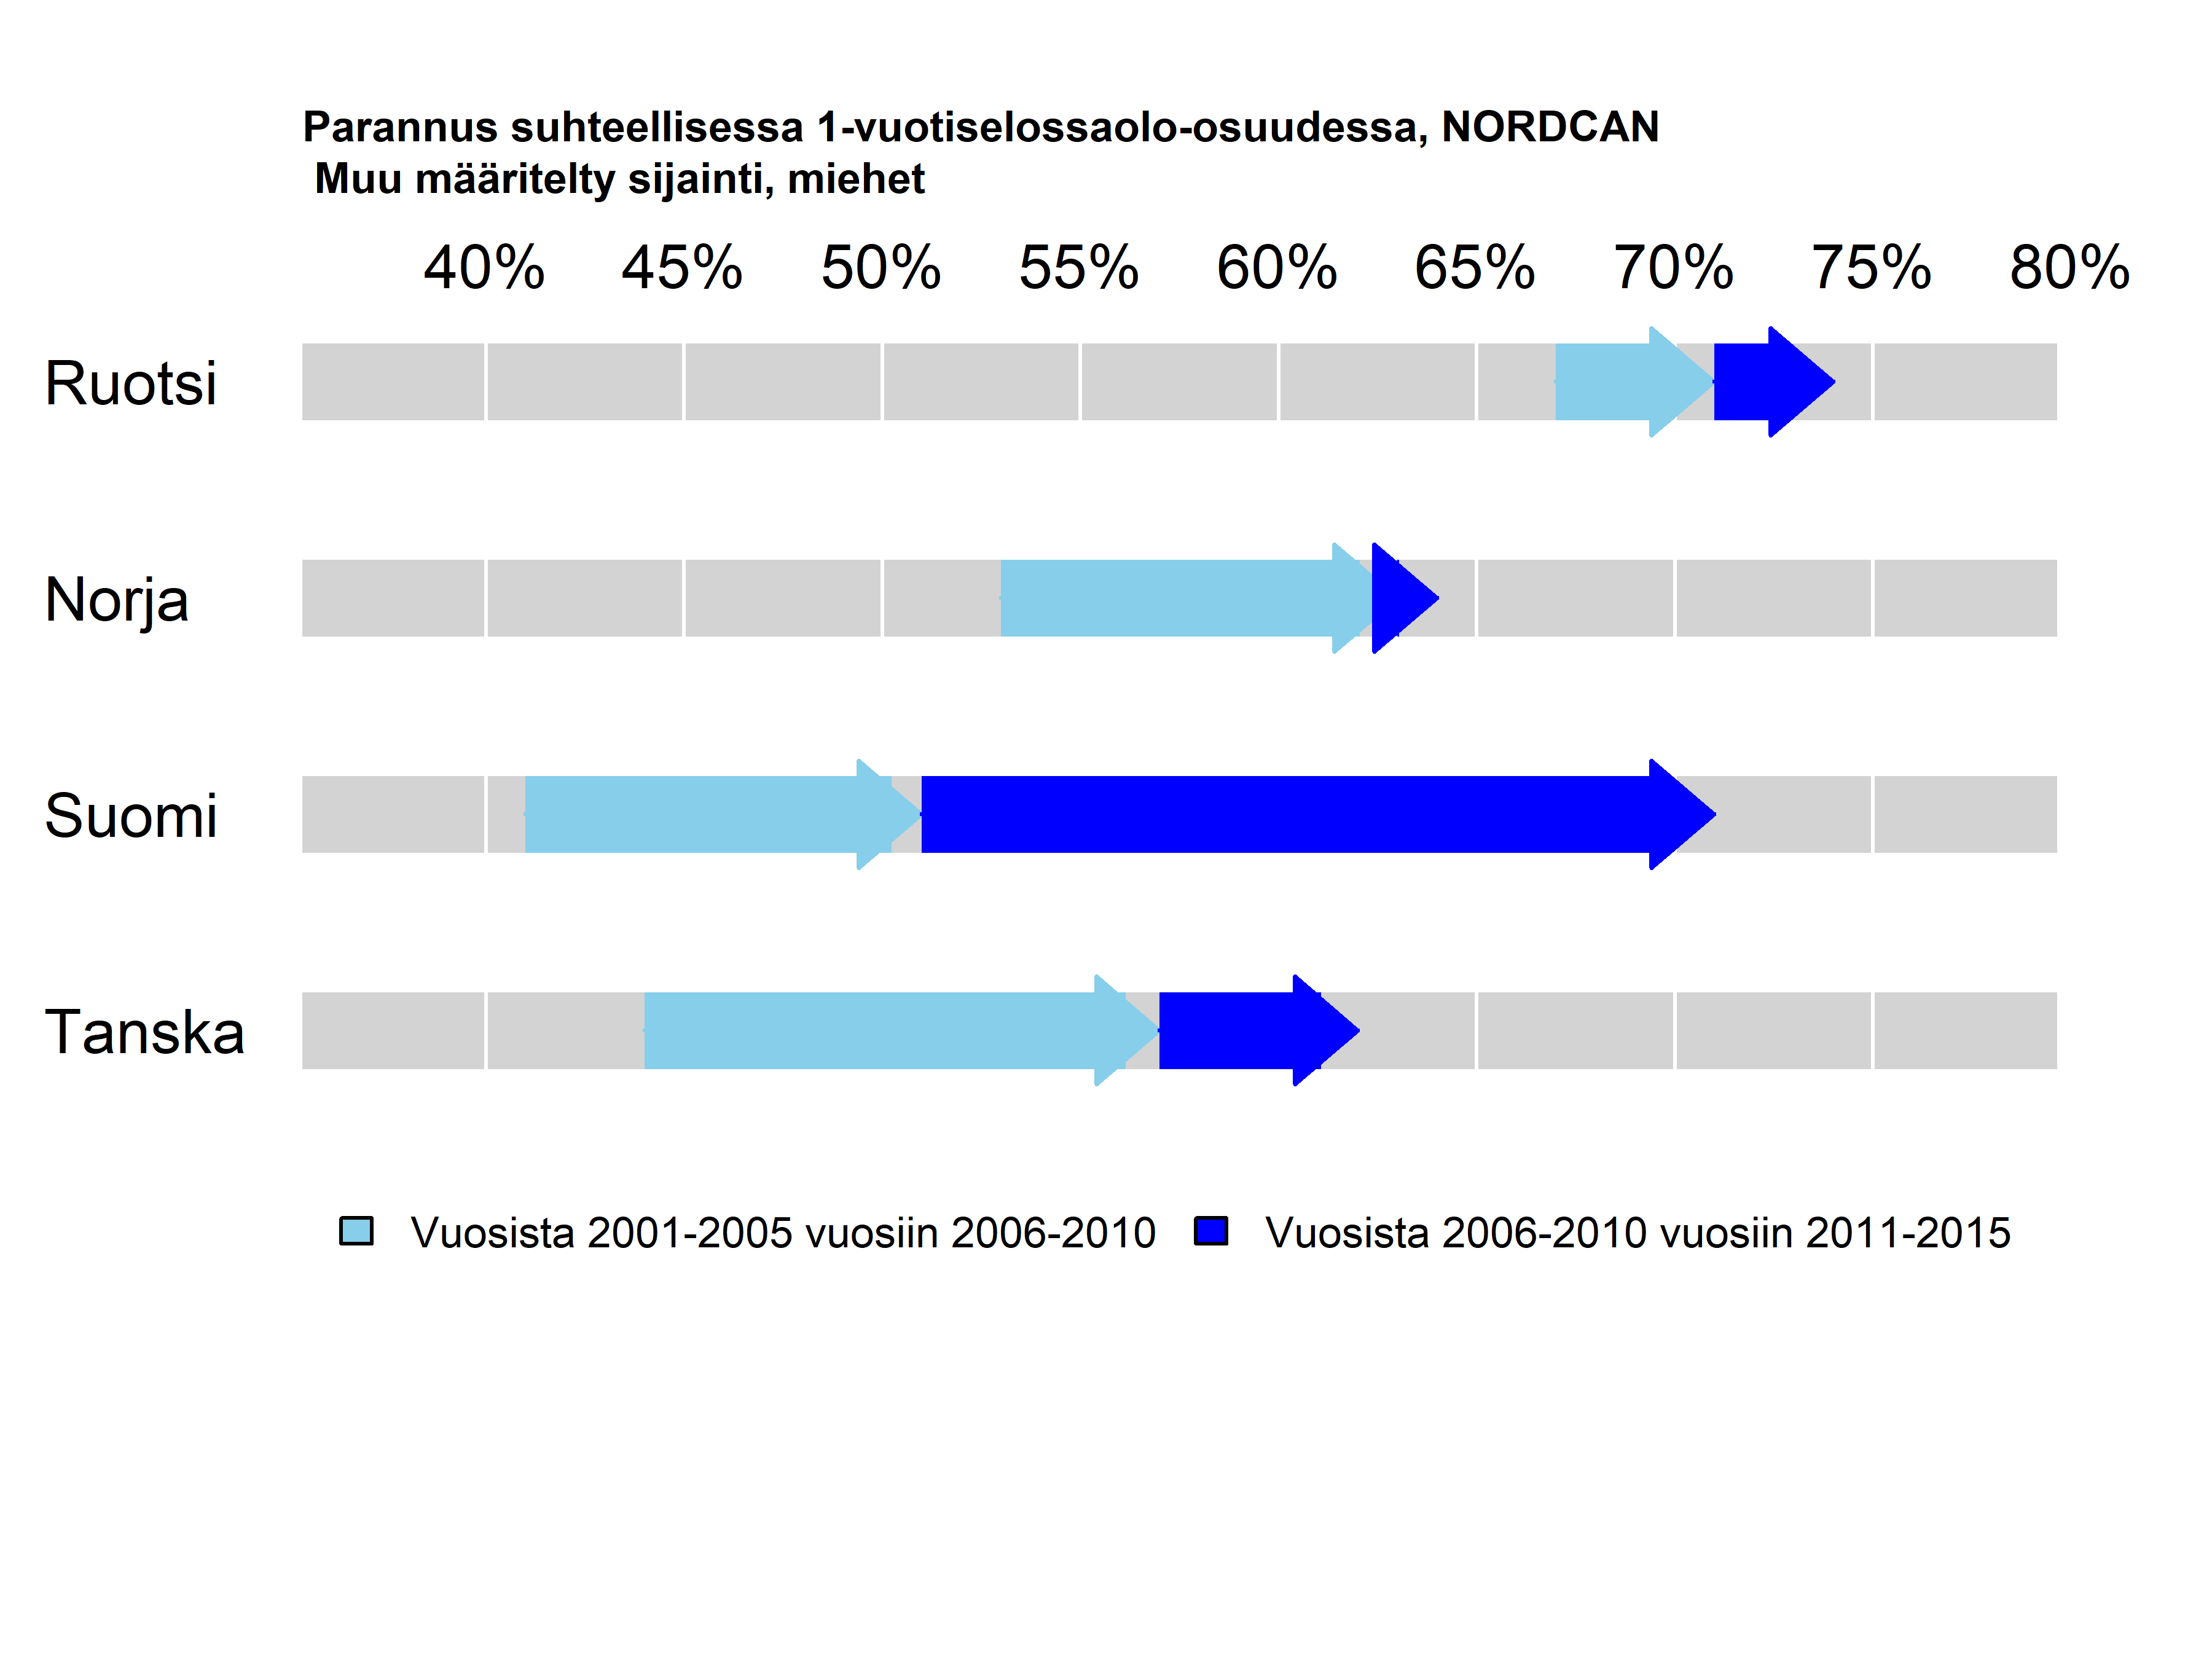 Parannus suhteellisessa 1-vuotiselossaolo-osuudessa, NORDCAN
Muu määritelty sijainti, miehet
40% 45% 50% 55% 60% 65% 70% 75% 80%
Ruotsi
Norja
Suomi
Tanska
Vuosista 2001-2005 vuosiin 2006-2010 Vuosista 2006-2010 vuosiin 2011-2015